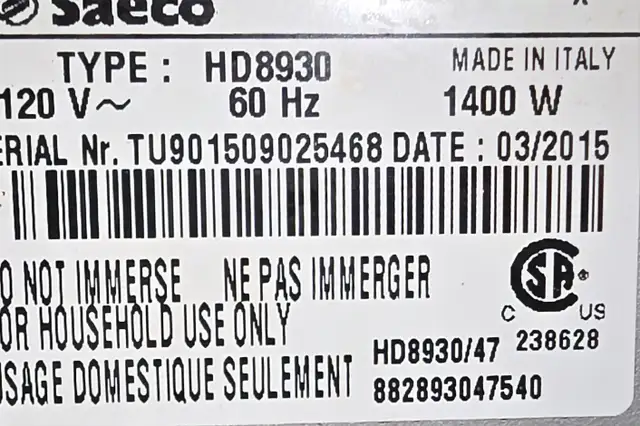 Saeco
TYPE : HD8930 MADE IN ITALY
120 V~ 60 Hz 1400 W
ERIAL Nr. TU901509025468 DATE : 03/2015
O NOT IMMERSE NE PAS IMMERGER
OR HOUSEHOLD USE ONLY
USAGE DOMESTIQUE SEULEMENT
SA ®
C US
HD8930/47 238628
882893047540